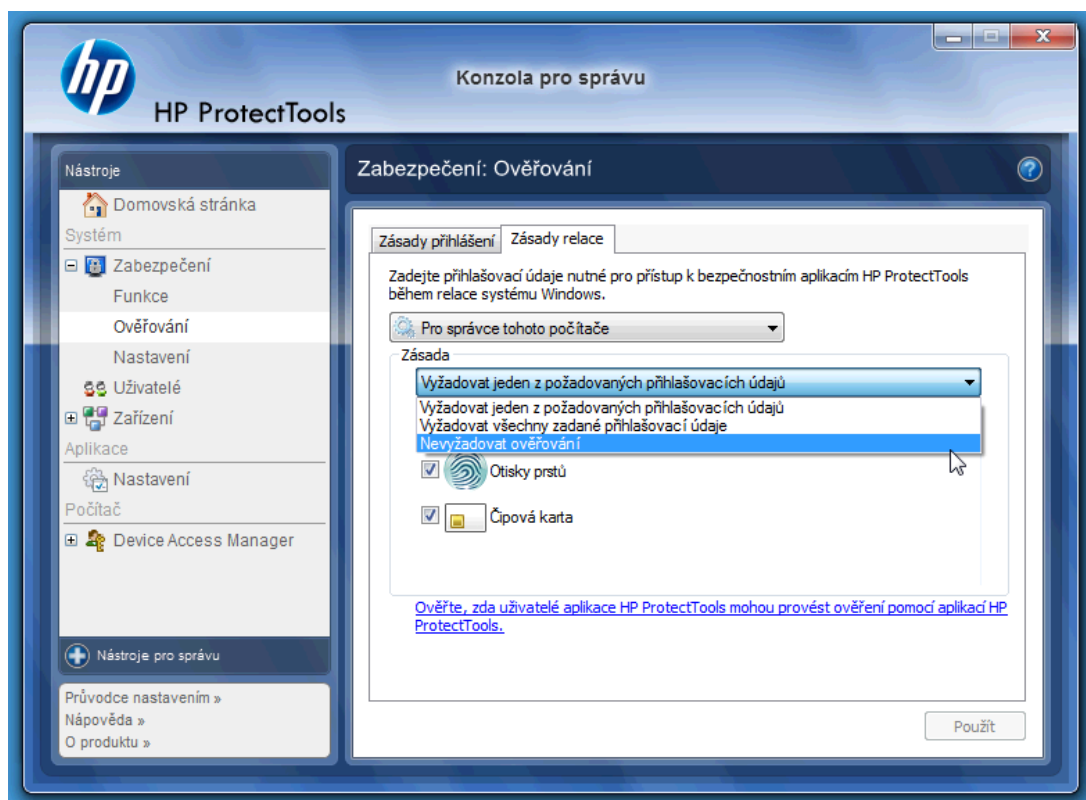 hp
HP ProtectTools
Konzola pro správu
Nástroje
Domovská stránka
Systém
Zabezpečení
Funkce
Ověřování
Nastavení
Uživatelé
Zařízení
Aplikace
Nastavení
Počítač
Device Access Manager
Nástroje pro správu
Průvodce nastavením »
Nápověda »
O produktu »
Zabezpečení: Ověřování
?
Zásady přihlášení
Zásady relace
Zadejte přihlašovací údaje nutné pro přístup k bezpečnostním aplikacím HP ProtectTools
během relace systému Windows.
Pro správce tohoto počítače
Zásada
Vyžadovat jeden z požadovaných přihlašovacích údajů
Vyžadovat jeden z požadovaných přihlašovacích údajů
Vyžadovat všechny zadané přihlašovací údaje
Nevyžadovat ověřování
Otisky prstů
Čipová karta
Ověřte, zda uživatelé aplikace HP ProtectTools mohou provést ověření pomocí aplikací HP
ProtectTools.
Použít